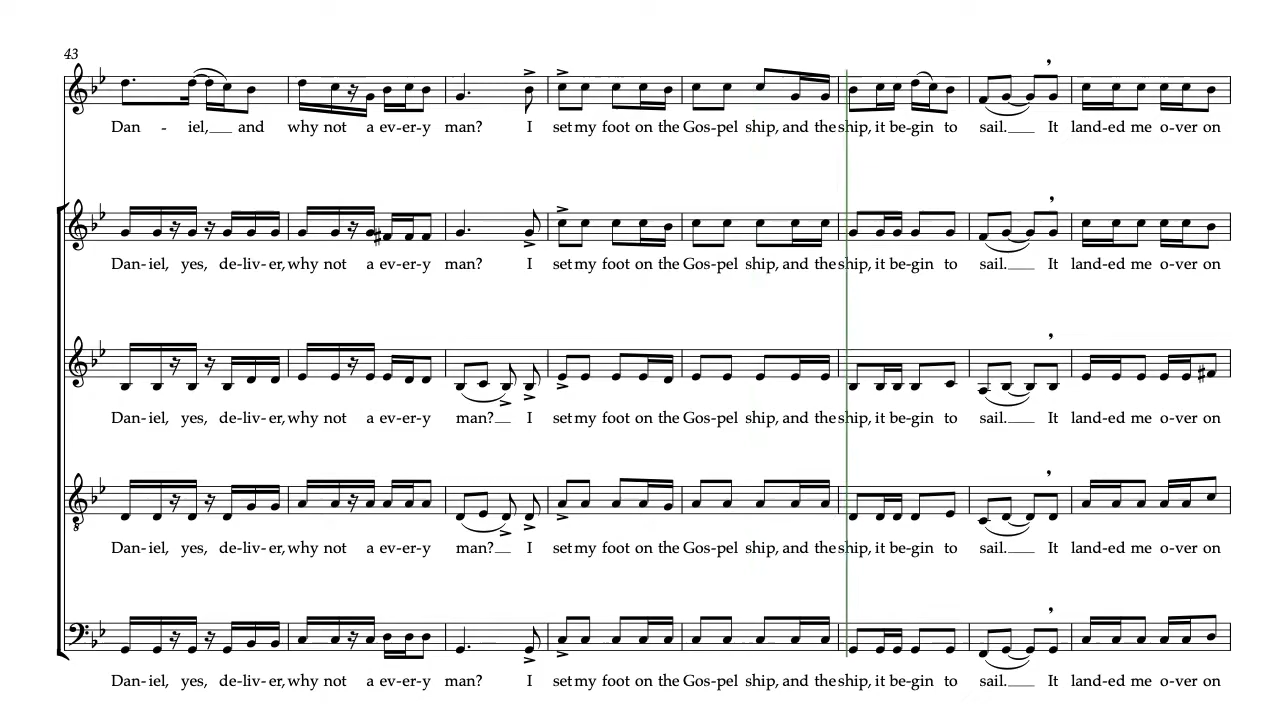 43
Dan - iel, and why not a ev-er-y man? I set my foot on the Gos-pel ship, and the ship, it be-gin to sail. It land-ed me o-ver on
Dan-iel, yes, de-liv-er, why not a ev-er-y man? I set my foot on the Gos-pel ship, and the ship, it be-gin to sail. It land-ed me o-ver on
Dan-iel, yes, de-liv-er, why not a ev-er-y man? I set my foot on the Gos-pel ship, and the ship, it be-gin to sail. It land-ed me o-ver on
8
Dan-iel, yes, de-liv-er, why not a ev-er-y man? I set my foot on the Gos-pel ship, and the ship, it be-gin to sail. It land-ed me o-ver on
Dan-iel, yes, de-liv-er, why not a ev-er-y man? I set my foot on the Gos-pel ship, and the ship, it be-gin to sail. It land-ed me o-ver on